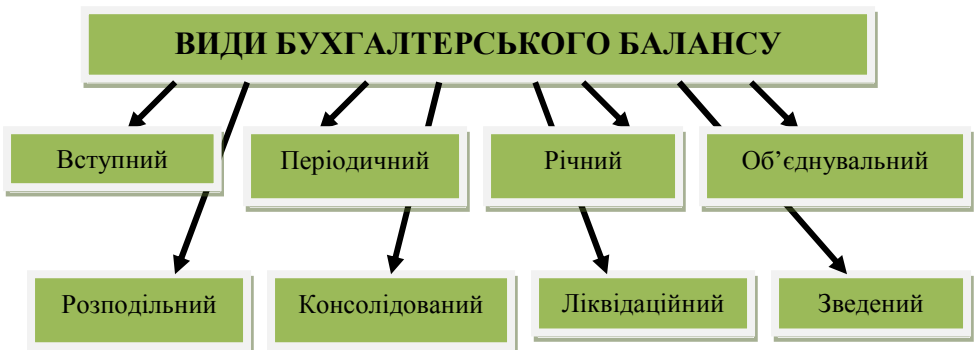 ВИДИ БУХГАЛТЕРСЬКОГО БАЛАНСУ
Вступний
Періодичний
Річний
Об’єднувальний
Розподільний
Консолідований
Ліквідаційний
Зведений